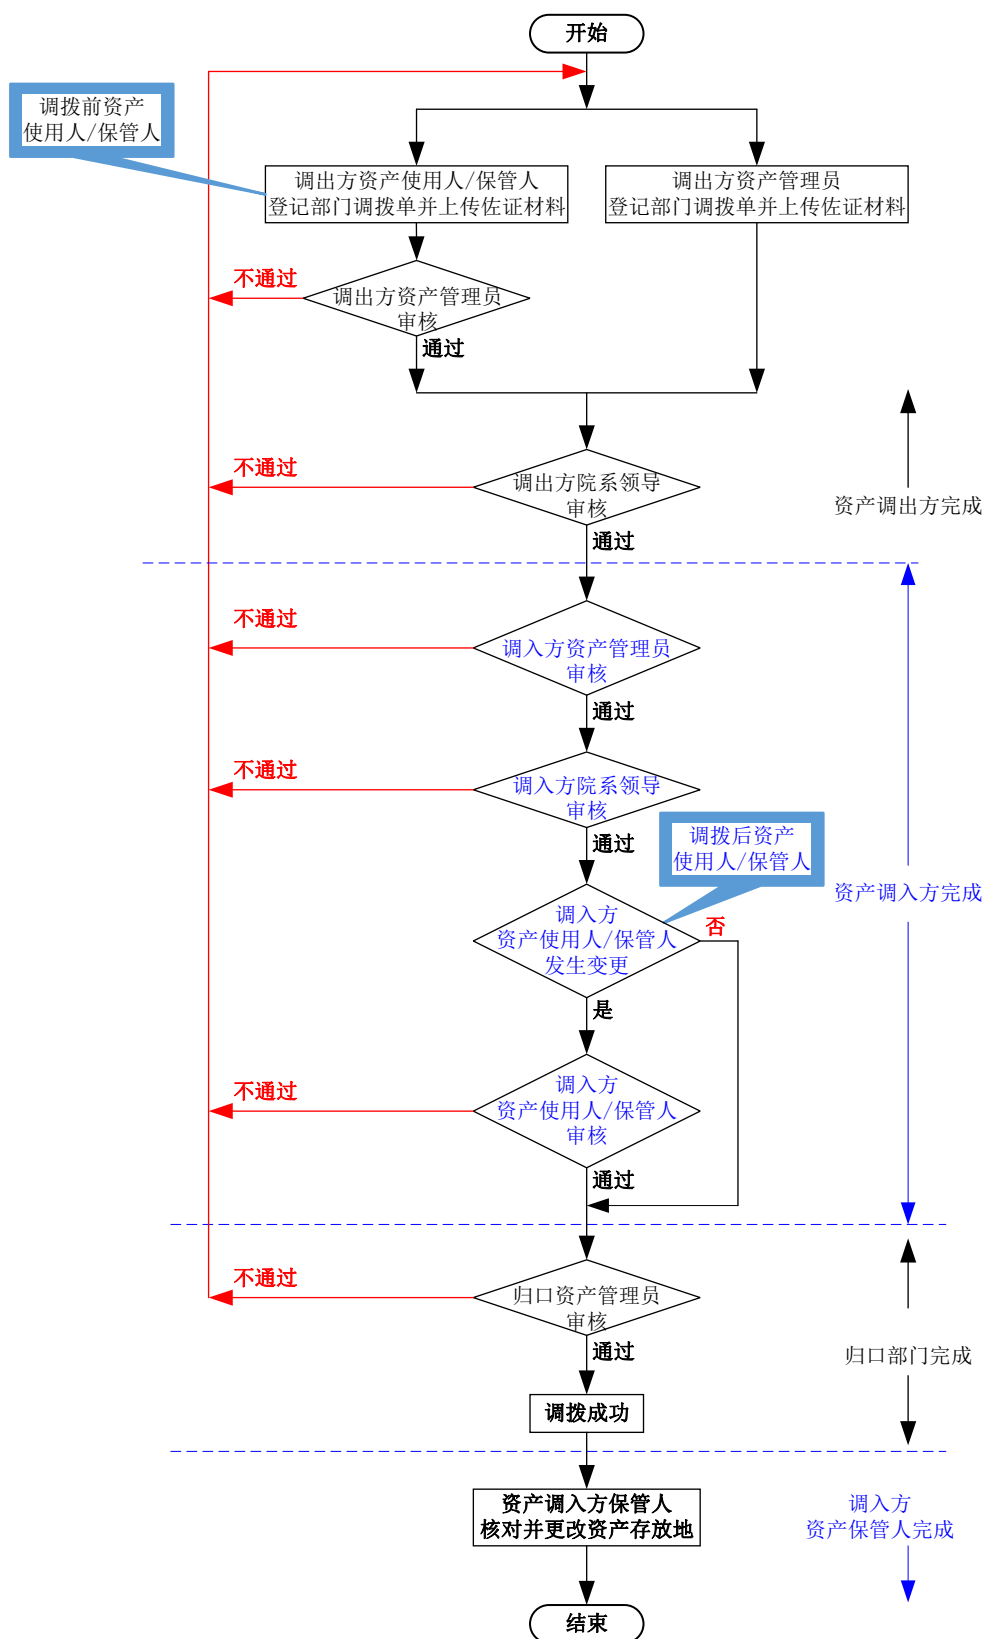 开始
调拨前资产
使用人/保管人
调出方资产使用人/保管人
登记部门调拨单并上传佐证材料
调出方资产管理员
登记部门调拨单并上传佐证材料
不通过
调出方资产管理员
审核
通过
不通过
调出方院系领导
审核
资产调出方完成
通过
不通过
调入方资产管理员
审核
通过
不通过
调入方院系领导
审核
通过
调拨后资产
使用人/保管人
资产调入方完成
调入方
资产使用人/保管人
发生变更
否
是
不通过
调入方
资产使用人/保管人
审核
通过
不通过
归口资产管理员
审核
通过
归口部门完成
调拨成功
资产调入方保管人
核对并更改资产存放地
调入方
资产保管人完成
结束